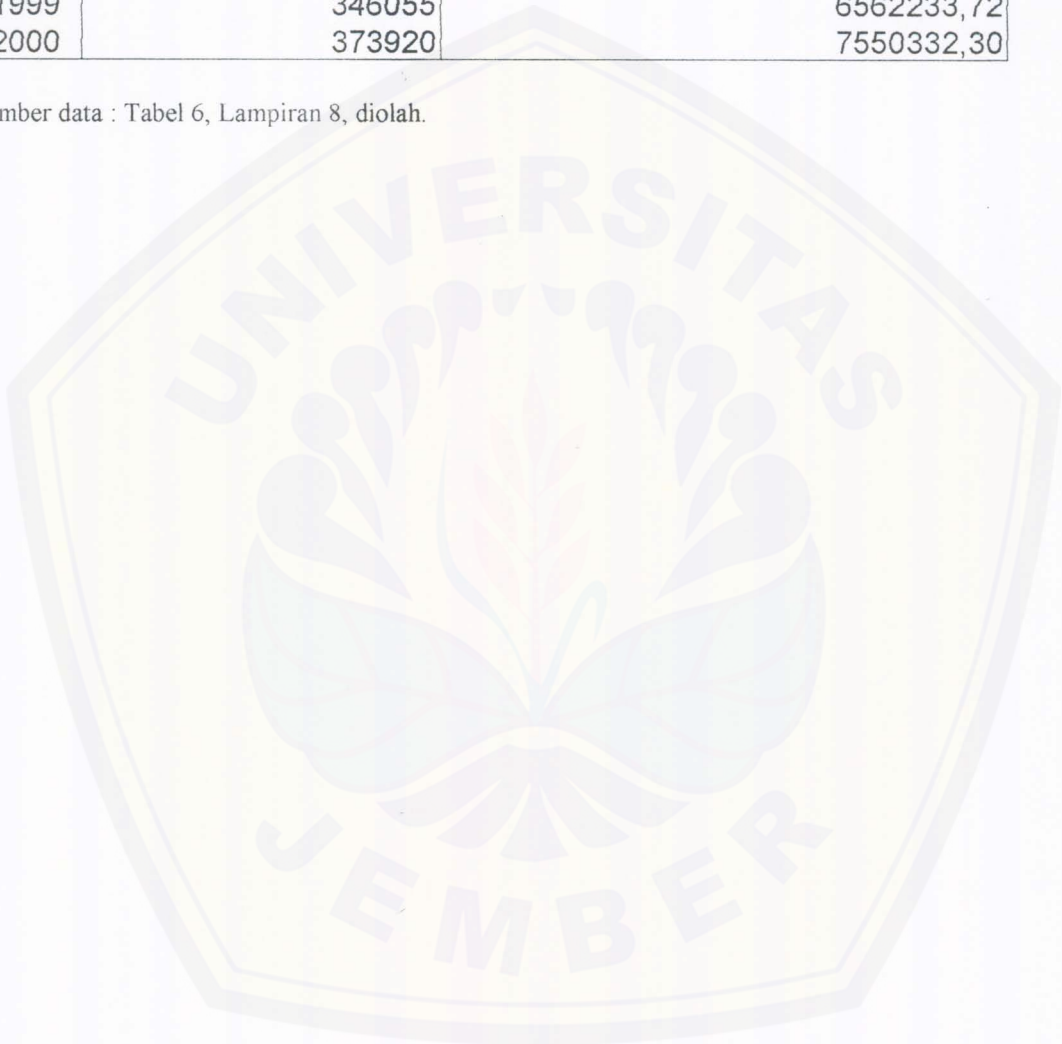 1999 346055 6562233,72
2000 373920 7550332,30
mber data : Tabel 6, Lampiran 8, diolah.
UNIVERSITAS
JEMBER